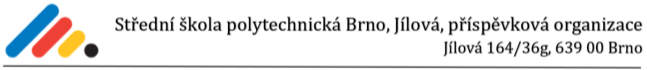 Střední škola polytechnická Brno, Jílová, příspěvková organizace
Jílová 164/36g, 639 00 Brno